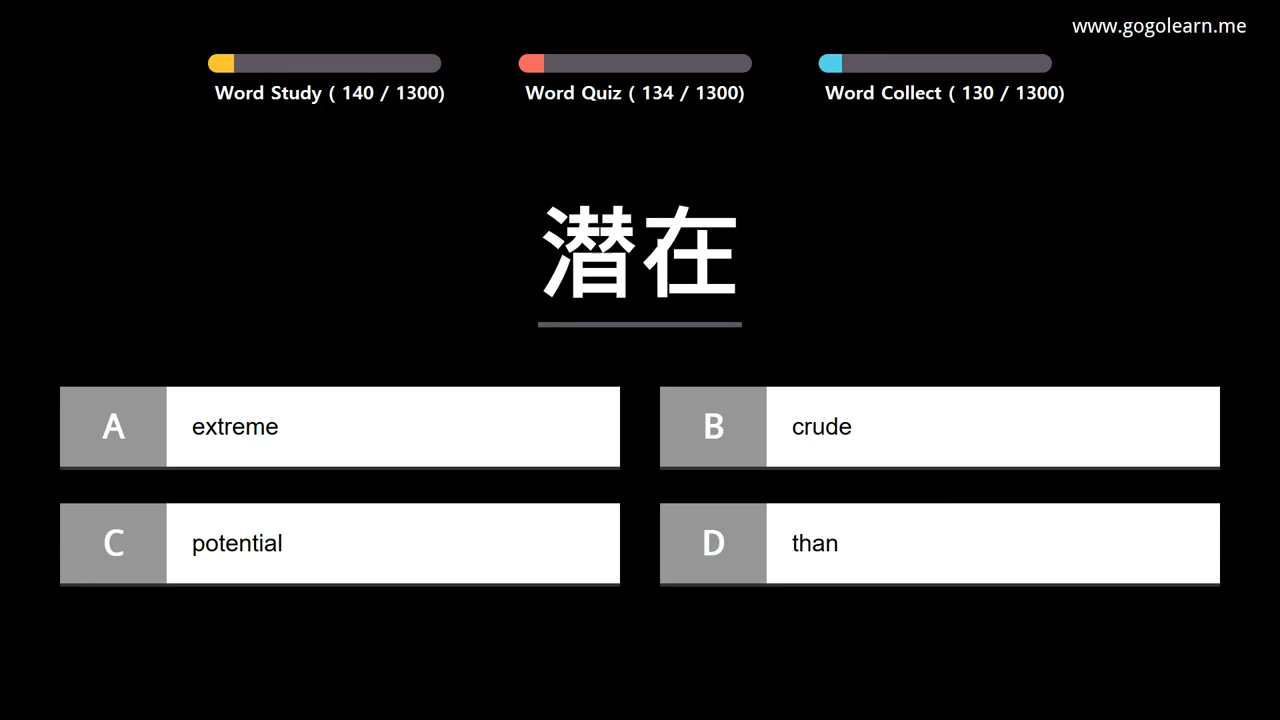 www.gogolearn.me
Word Study ( 140 / 1300)
Word Quiz ( 134 / 1300)
Word Collect ( 130 / 1300)
潜在
A
extreme
B
crude
C
potential
D
than